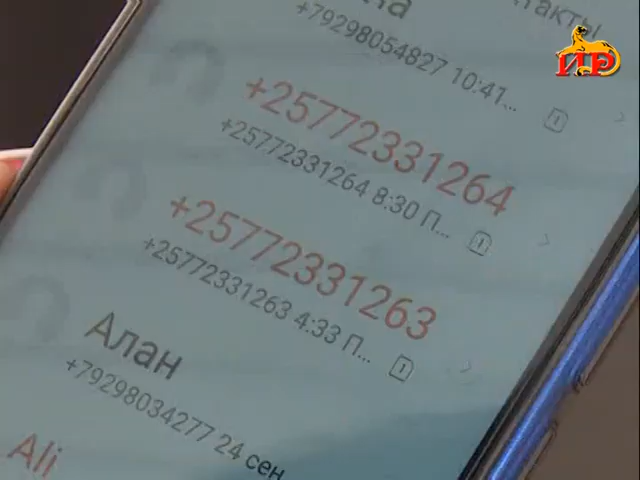 +79298054827 10:41...
ИР
+25772331264
+25772331264 8:30 П...
+25772331263
+25772331263 4:33 П...
Алан
+79298034277 24 сен
Ali